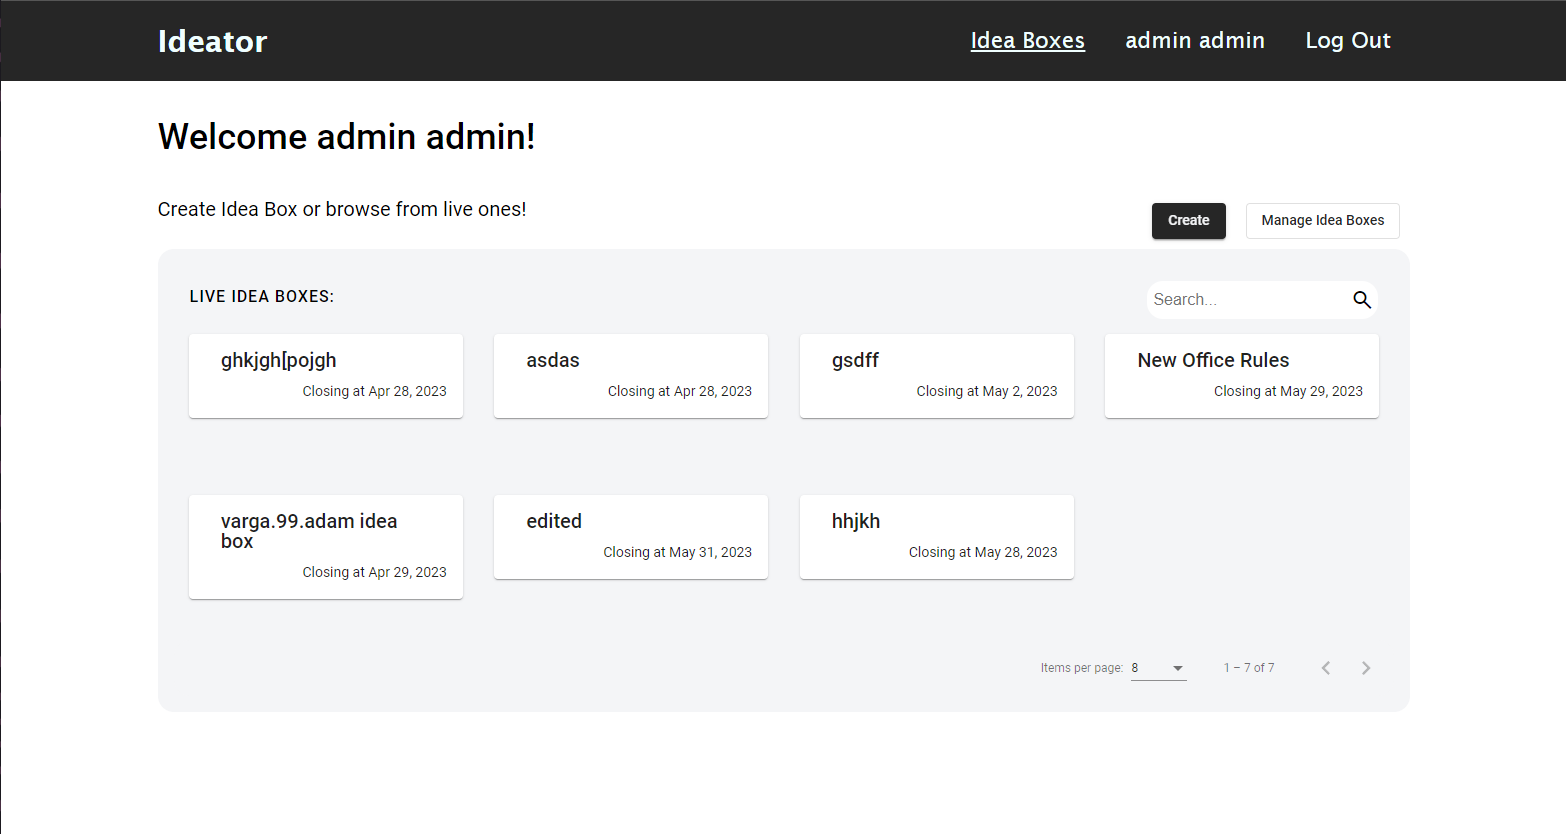 Ideator
Idea Boxes
admin admin
Log Out
Welcome admin admin!
Create Idea Box or browse from live ones!
Create
Manage Idea Boxes
LIVE IDEA BOXES:
Search...
ghkjgh[pojgh
Closing at Apr 28, 2023
asdas
Closing at Apr 28, 2023
gsdff
Closing at May 2, 2023
New Office Rules
Closing at May 29, 2023
varga.99.adam idea
box
Closing at Apr 29, 2023
edited
Closing at May 31, 2023
hhjkh
Closing at May 28, 2023
Items per page: 8
1 – 7 of 7